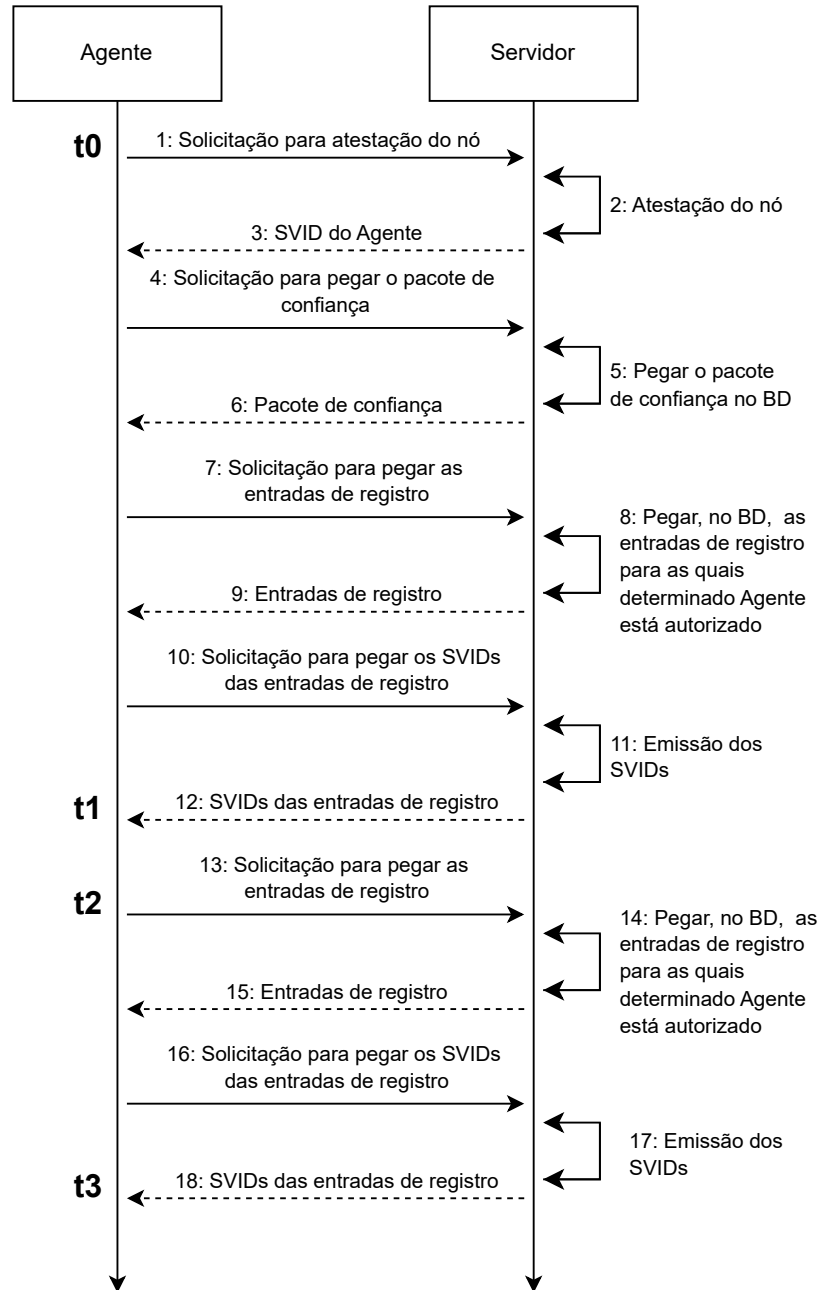 Agente
Servidor
t0
1: Solicitação para atestação do nó
2: Atestação do nó
3: SVID do Agente
4: Solicitação para pegar o pacote de
confiança
5: Pegar o pacote
de confiança no BD
6: Pacote de confiança
7: Solicitação para pegar as
entradas de registro
8: Pegar, no BD,  as
entradas de registro
para as quais
determinado Agente
está autorizado
9: Entradas de registro
10: Solicitação para pegar os SVIDs
das entradas de registro
11: Emissão dos
SVIDs
t1
12: SVIDs das entradas de registro
13: Solicitação para pegar as
entradas de registro
t2
14: Pegar, no BD,  as
entradas de registro
para as quais
determinado Agente
está autorizado
15: Entradas de registro
16: Solicitação para pegar os SVIDs
das entradas de registro
17: Emissão dos
SVIDs
t3
18: SVIDs das entradas de registro